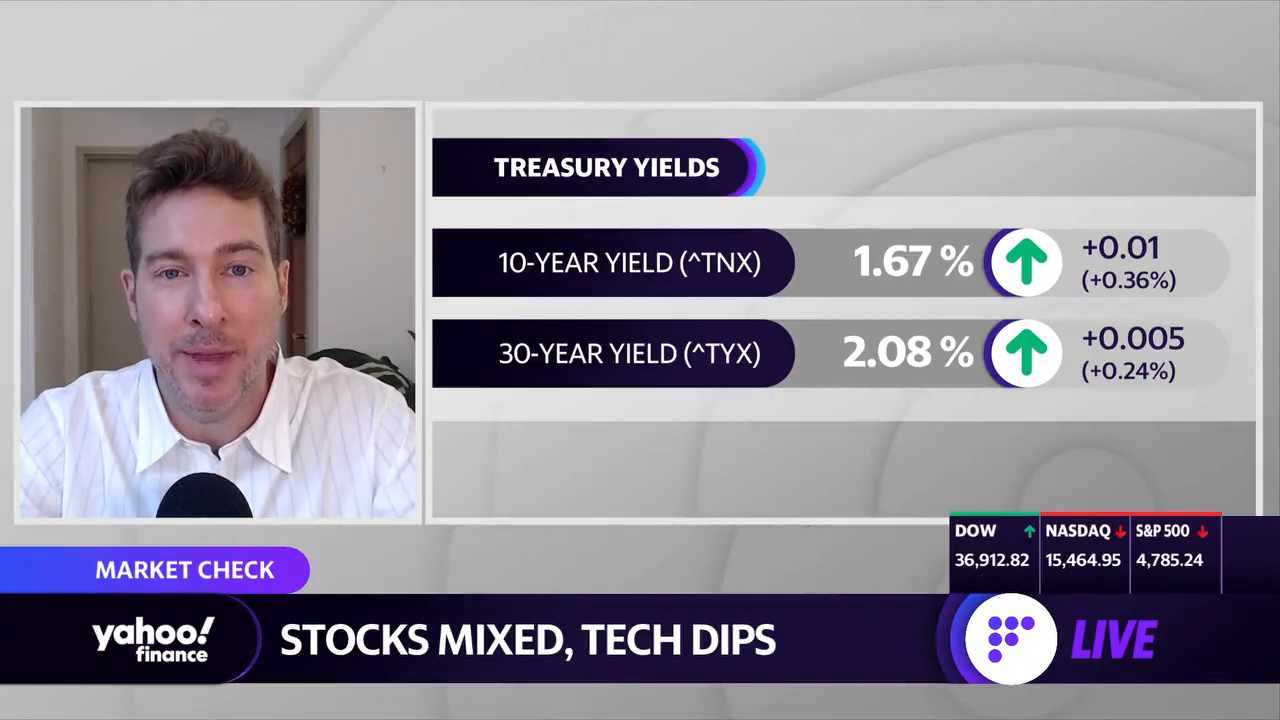 TREASURY YIELDS
10-YEAR YIELD (^TNX) 1.67 % +0.01
(+0.36%)
30-YEAR YIELD (^TYX) 2.08 % +0.005
(+0.24%)
DOW NASDAQ S&P 500
36,912.82 15,464.95 4,785.24
MARKET CHECK
yahoo!
finance
STOCKS MIXED, TECH DIPS
LIVE